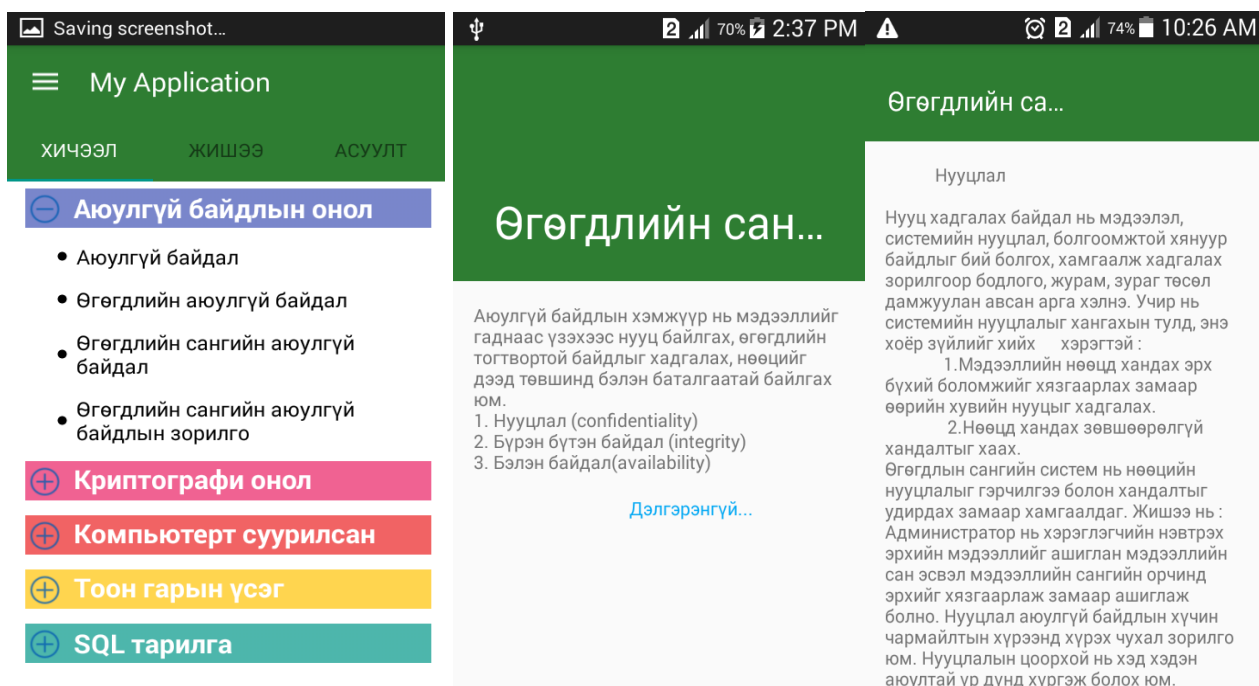 Saving screenshot...
My Application
ХИЧЭЭЛ ЖИШЭЭ АСУУЛТ
Аюулгүй байдлын онол
Аюулгүй байдал
Өгөгдлийн аюулгүй байдал
Өгөгдлийн сангийн аюулгүй
байдал
Өгөгдлийн сангийн аюулгүй
байдлын зорилго
Криптографи онол
Компьютерт суурилсан
Тоон гарын үсэг
SQL тарилга
2 70% 2:37 PM
Өгөгдлийн сан...
Аюулгүй байдлын хэмжүүр нь мэдээллийг
гаднаас үзэхээс нууц байлгах, өгөгдлийн
тогтвортой байдлыг хадгалах, нөөцийг
дээд төвшинд бэлэн баталгаатай байлгах
юм.
1. Нууцлал (confidentiality)
2. Бүрэн бүтэн байдал (integrity)
3. Бэлэн байдал(availability)
Дэлгэрэнгүй...
2 74% 10:26 AM
Өгөгдлийн са...
Нууцлал
Нууц хадгалах байдал нь мэдээлэл,
системийн нууцлал, болгоомжтой хянуур
байдлыг бий болгох, хамгаалж хадгалах
зорилгоор бодлого, журам, зураг төсөл
дамжуулан авсан арга хэлнэ. Учир нь
системийн нууцлалыг хангахын тулд, энэ
хоёр зүйлийг хийх хэрэгтэй :
1.Мэдээллийн нөөцд хандах эрх
бүхий боломжийг хязгаарлах замаар
өөрийн хувийн нууцыг хадгалах.
2.Нөөцд хандах зөвшөөрөлгүй
хандалтыг хаах.
Өгөгдлын сангийн систем нь нөөцийн
нууцлалыг гэрчилгээ болон хандалтыг
удирдах замаар хамгаалдаг. Жишээ нь :
Администратор нь хэрэглэгчийн нэвтрэх
эрхийн мэдээллийг ашиглан мэдээллийн
сан эсвэл мэдээллийн сангийн орчинд
эрхийг хязгаарлаж замаар ашиглаж
болно. Нууцлал аюулгүй байдлын хүчин
чармайлтын хүрээнд хүрэх чухал зорилго
юм. Нууцлалын цоорхой нь хэд хэдэн
аюултай үр дүнд хүргэж болох юм.